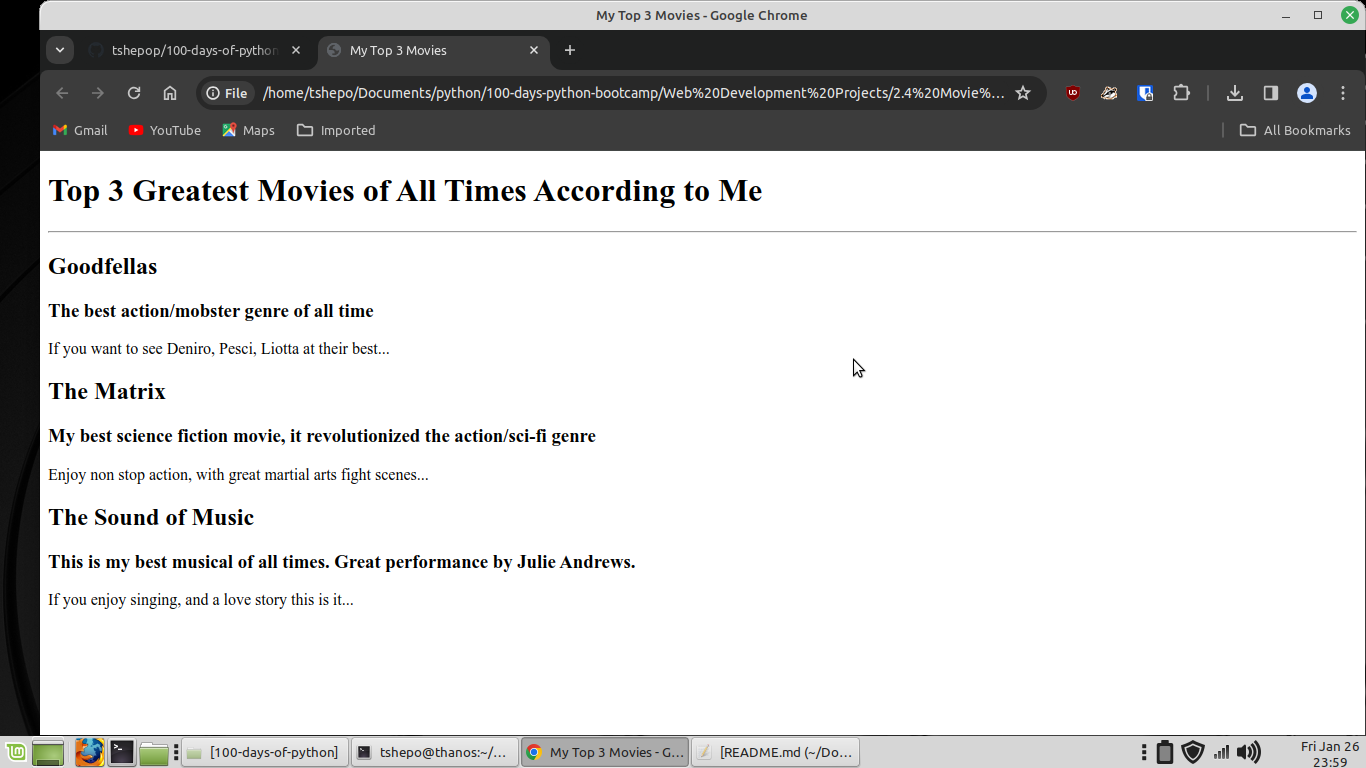 My Top 3 Movies - Google Chrome
tshepop/100-days-of-python
My Top 3 Movies
File
/home/tshepo/Documents/python/100-days-python-bootcamp/Web%20Development%20Projects/2.4%20Movie%...
Gmail
YouTube
Maps
Imported
All Bookmarks
Top 3 Greatest Movies of All Times According to Me
Goodfellas
The best action/mobster genre of all time
If you want to see Deniro, Pesci, Liotta at their best...
The Matrix
My best science fiction movie, it revolutionized the action/sci-fi genre
Enjoy non stop action, with great martial arts fight scenes...
The Sound of Music
This is my best musical of all times. Great performance by Julie Andrews.
If you enjoy singing, and a love story this is it...
[100-days-of-python]
tshepo@thanos:~/...
My Top 3 Movies - G...
[README.md (~/Do...
Fri Jan 26
23:59